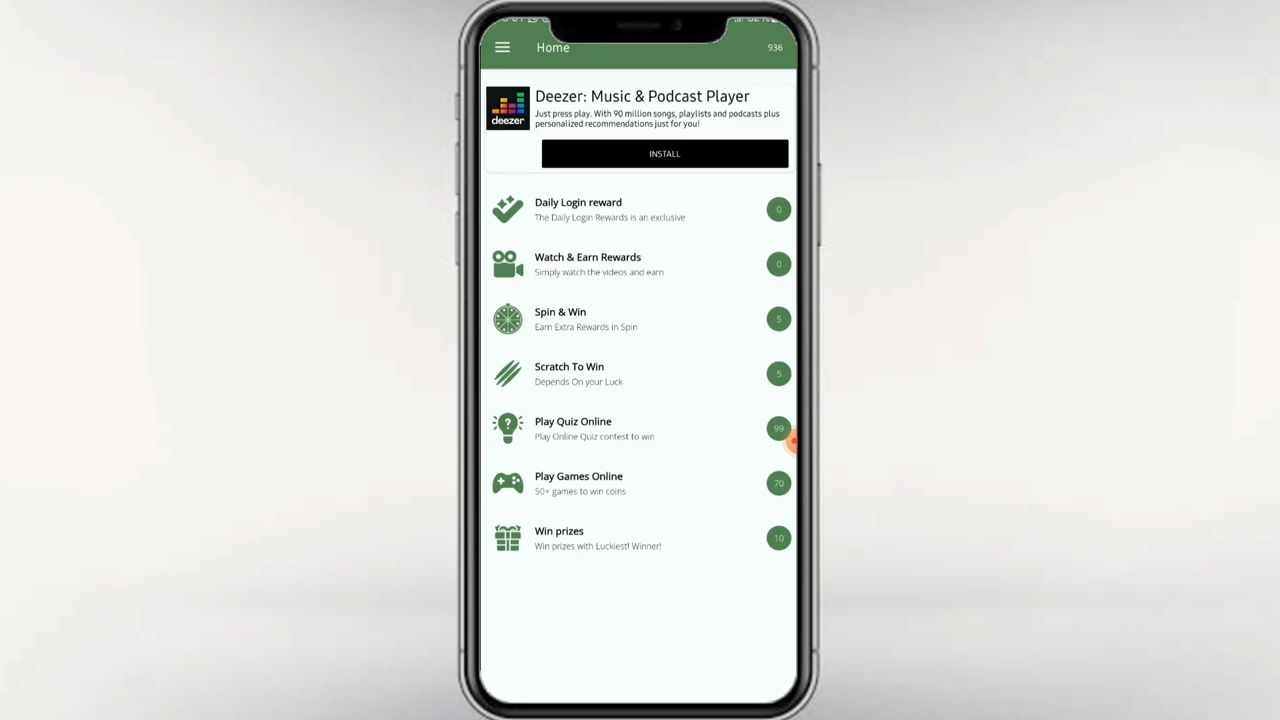 Home
936
Deezer: Music & Podcast Player
Just press play. With 90 million songs, playlists and podcasts plus
personalized recommendations just for you!
deezer
INSTALL
Daily Login reward
The Daily Login Rewards is an exclusive
0
Watch & Earn Rewards
Simply watch the videos and earn
0
Spin & Win
Earn Extra Rewards in Spin
5
Scratch To Win
Depends On your Luck
5
Play Quiz Online
Play Online Quiz contest to win
99
Play Games Online
50+ games to win coins
70
Win prizes
Win prizes with Luckiest! Winner!
10